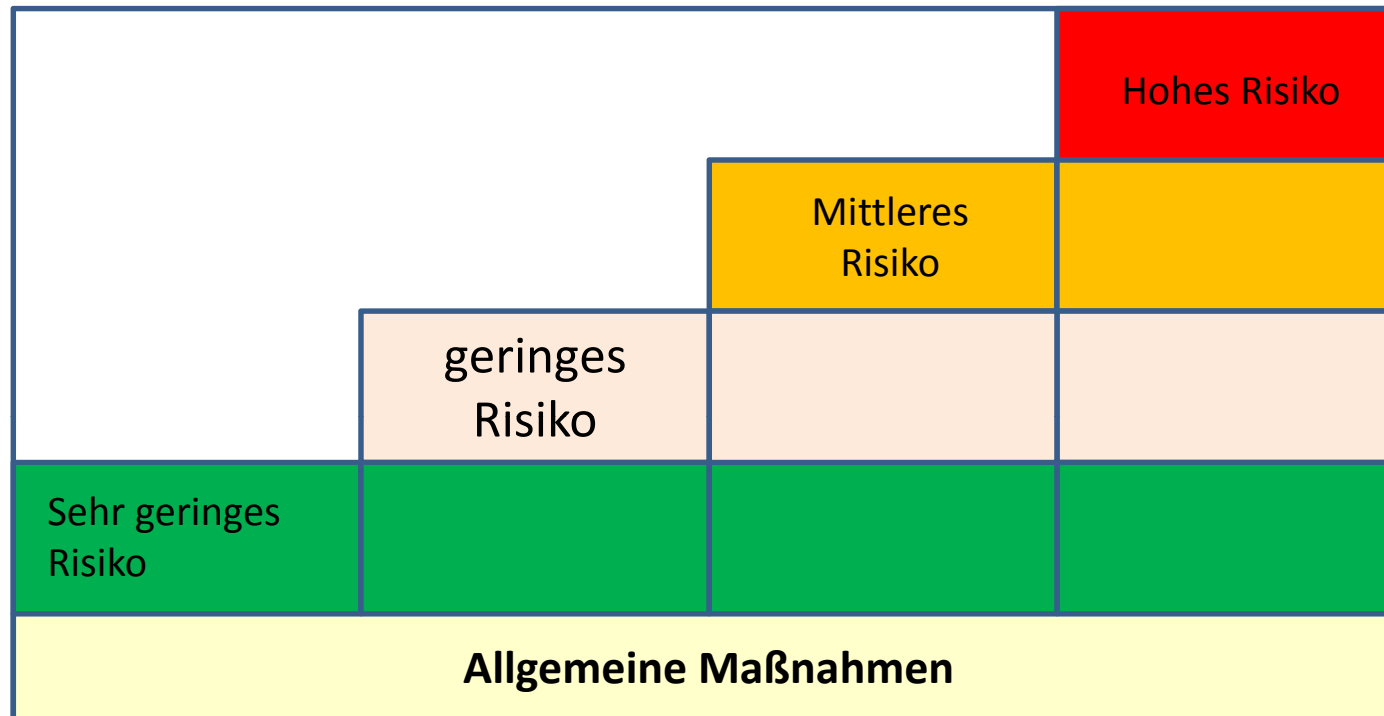 Hohes Risiko
Mittleres
Risiko
geringes
Risiko
Sehr geringes
Risiko
Allgemeine Maßnahmen